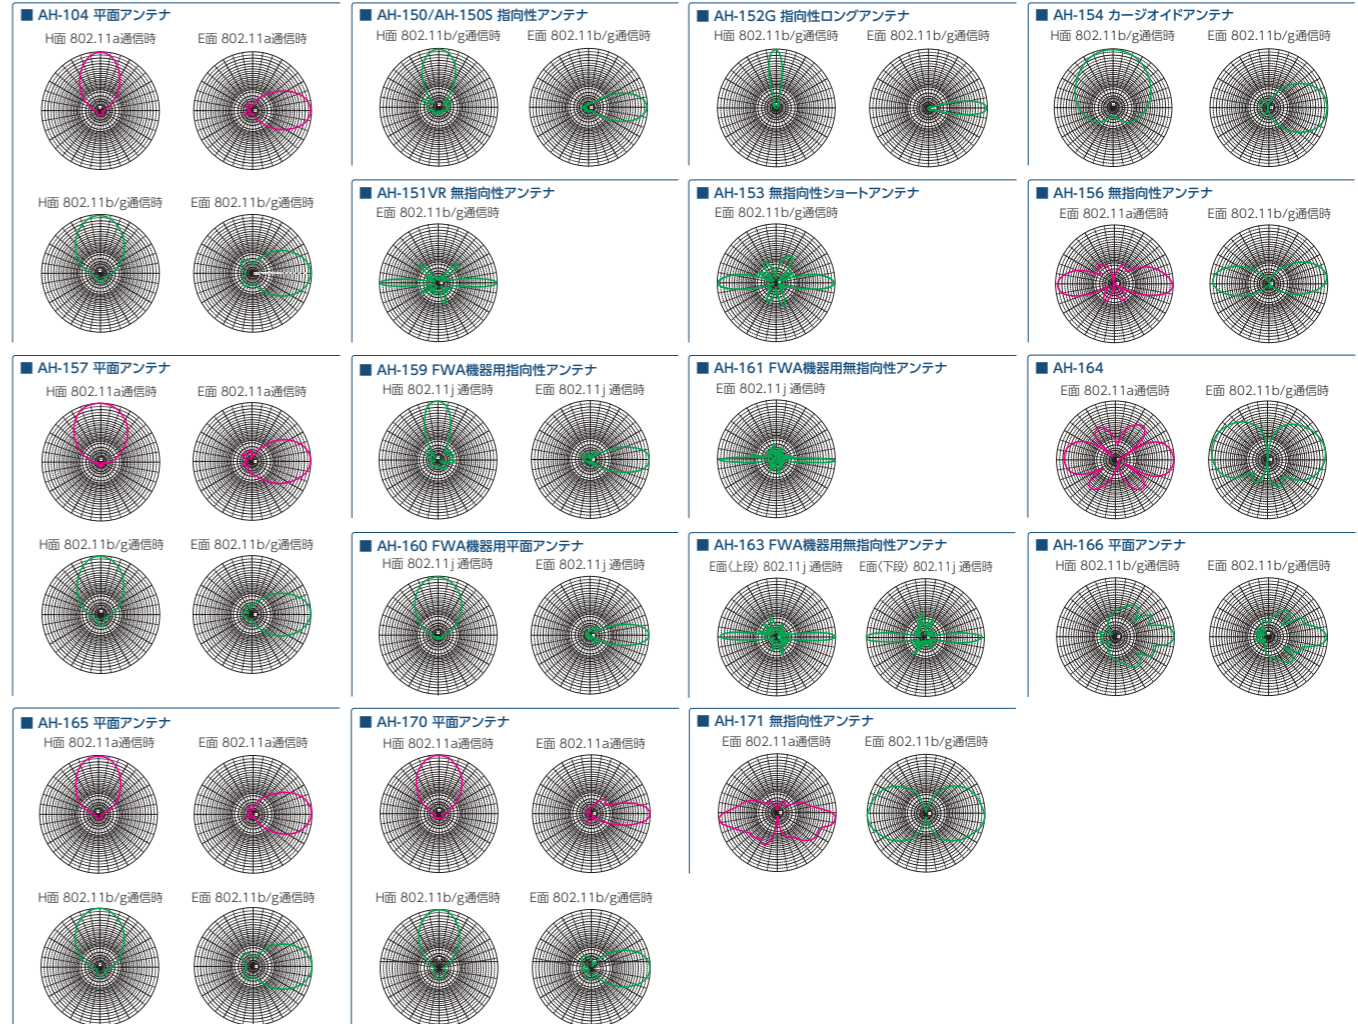 ■ AH-104 平面アンテナ
H面 802.11a通信時 E面 802.11a通信時
H面 802.11b/g通信時 E面 802.11b/g通信時
■ AH-150/AH-150S 指向性アンテナ
H面 802.11b/g通信時 E面 802.11b/g通信時
■ AH-152G 指向性ロングアンテナ
H面 802.11b/g通信時 E面 802.11b/g通信時
■ AH-154 カージオイドアンテナ
H面 802.11b/g通信時 E面 802.11b/g通信時
■ AH-151VR 無指向性アンテナ
E面 802.11b/g通信時
■ AH-153 無指向性ショートアンテナ
E面 802.11b/g通信時
■ AH-156 無指向性アンテナ
E面 802.11a通信時 E面 802.11b/g通信時
■ AH-157 平面アンテナ
H面 802.11a通信時 E面 802.11a通信時
H面 802.11b/g通信時 E面 802.11b/g通信時
■ AH-159 FWA機器用指向性アンテナ
H面 802.11j 通信時 E面 802.11j 通信時
■ AH-161 FWA機器用無指向性アンテナ
E面 802.11j 通信時
■ AH-164
E面 802.11a通信時 E面 802.11b/g通信時
■ AH-160 FWA機器用平面アンテナ
H面 802.11j 通信時 E面 802.11j 通信時
■ AH-163 FWA機器用無指向性アンテナ
E面〈上段〉 802.11j 通信時 E面〈下段〉 802.11j 通信時
■ AH-166 平面アンテナ
H面 802.11b/g通信時 E面 802.11b/g通信時
■ AH-165 平面アンテナ
H面 802.11a通信時 E面 802.11a通信時
H面 802.11b/g通信時 E面 802.11b/g通信時
■ AH-170 平面アンテナ
H面 802.11a通信時 E面 802.11a通信時
H面 802.11b/g通信時 E面 802.11b/g通信時
■ AH-171 無指向性アンテナ
E面 802.11a通信時 E面 802.11b/g通信時